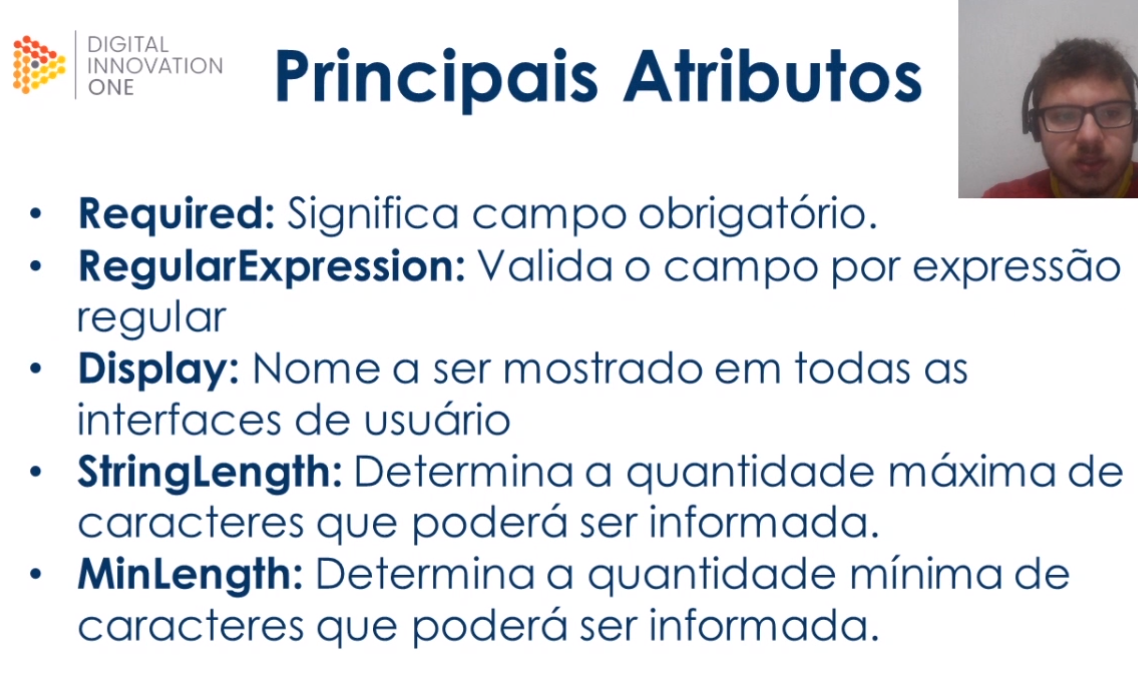 DIGITAL
INNOVATION
ONE
Principais Atributos
• Required: Significa campo obrigatório.
• RegularExpression: Valida o campo por expressão
regular
• Display: Nome a ser mostrado em todas as
interfaces de usuário
• StringLength: Determina a quantidade máxima de
caracteres que poderá ser informada.
• MinLength: Determina a quantidade mínima de
caracteres que poderá ser informada.